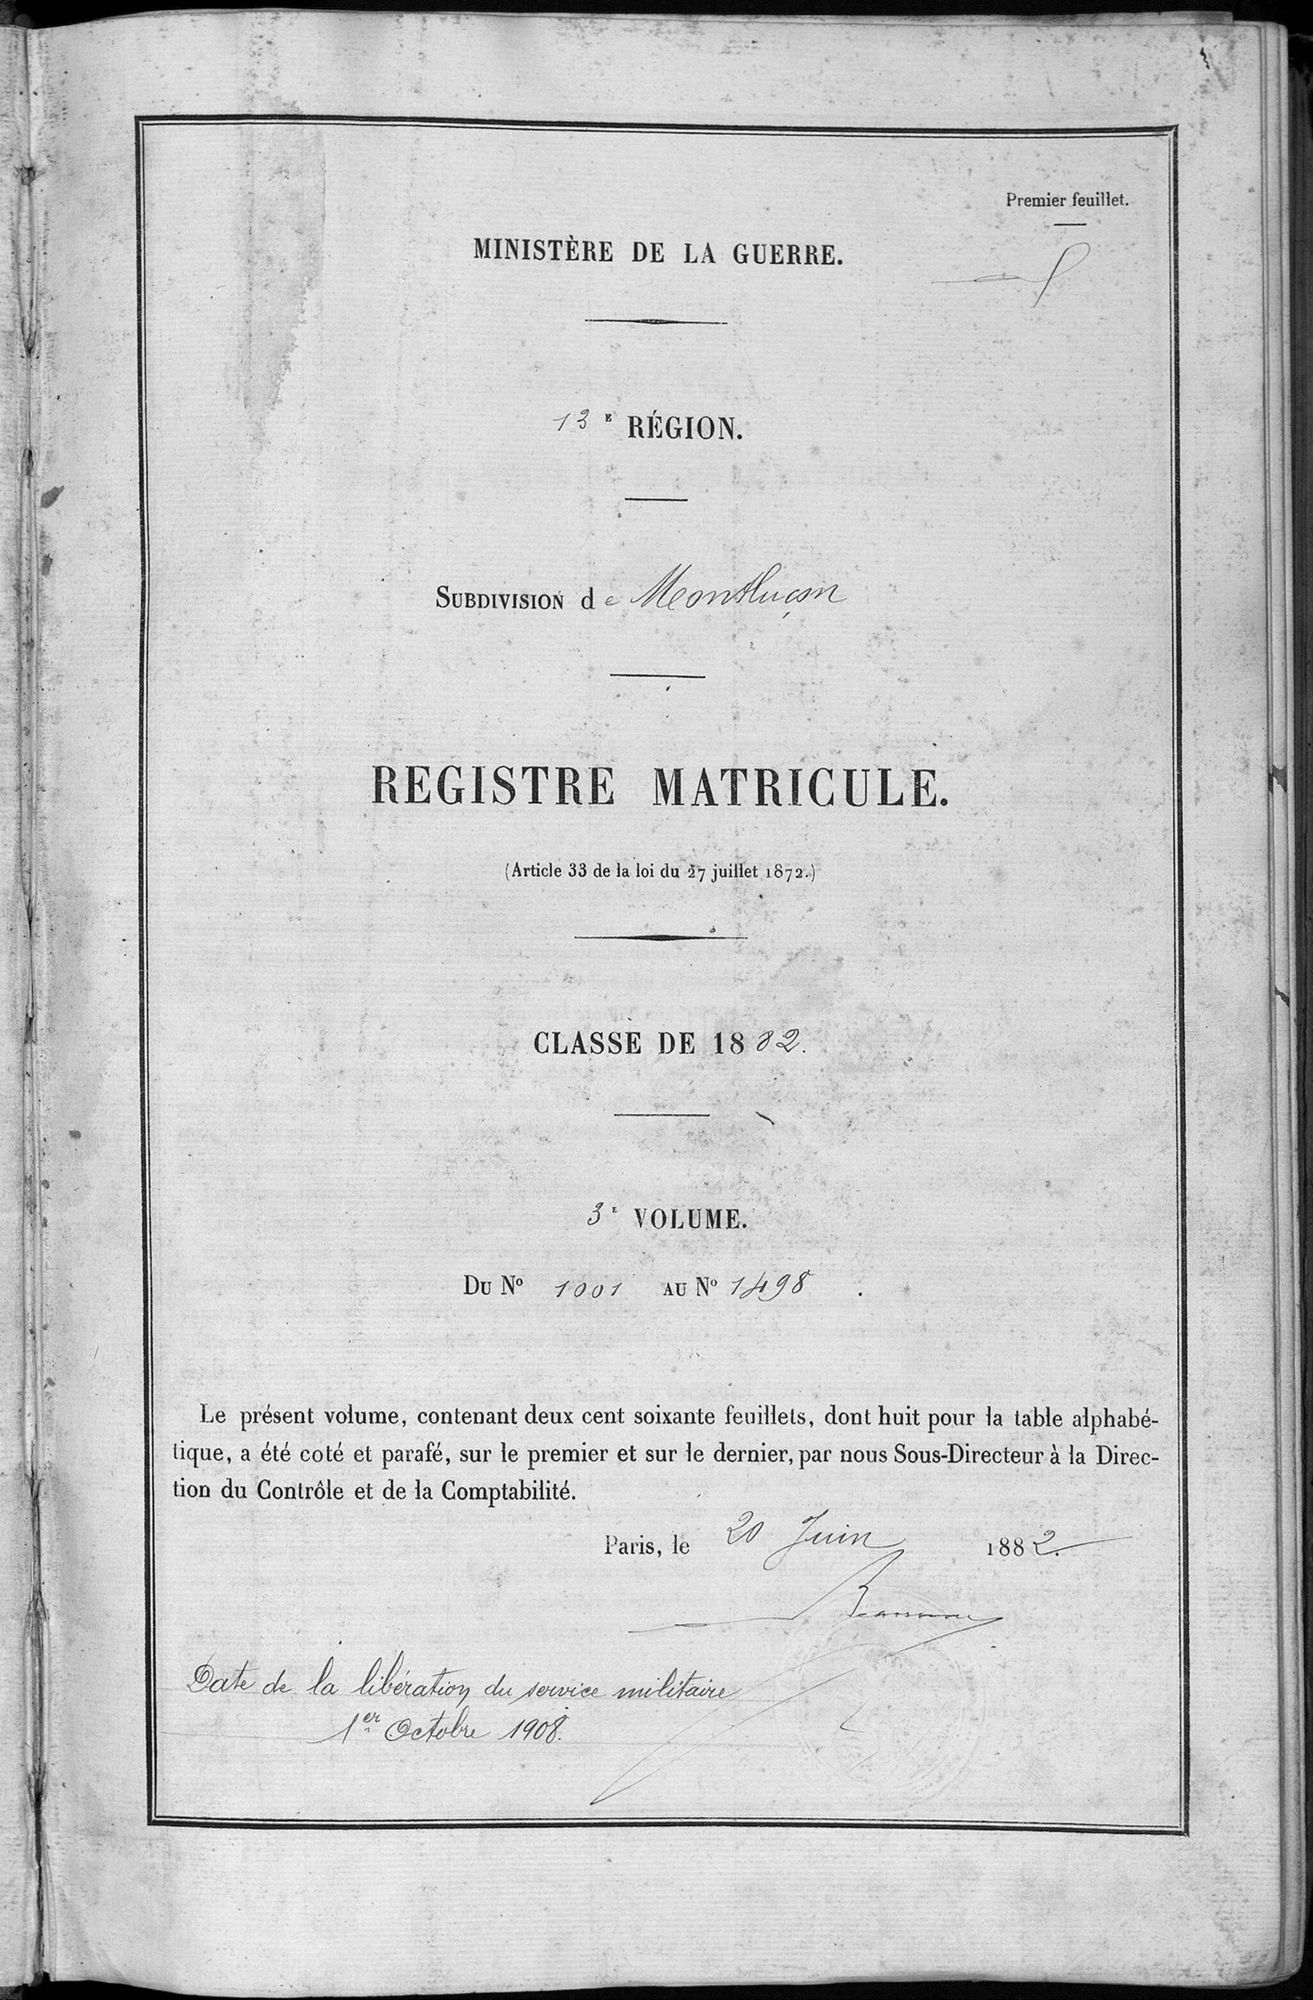 Premier feuillet.
MINISTÈRE DE LA GUERRE.
13E RÉGION.
SUBDIVISION de Montluçon
REGISTRE MATRICULE.
(Article 33 de la loi du 27 juillet 1872.)
CLASSE DE 1882.
3E VOLUME.
DU No 1001 AU No 1498.
Le présent volume, contenant deux cent soixante feuillets, dont huit pour la table alphabé-
tique, a été coté et parafé, sur le premier et sur le dernier, par nous Sous-Directeur à la Direc-
tion du Contrôle et de la Comptabilité.
Paris, le 20 Juin 1882.
Date de la libération du service militaire
1er Octobre 1908.